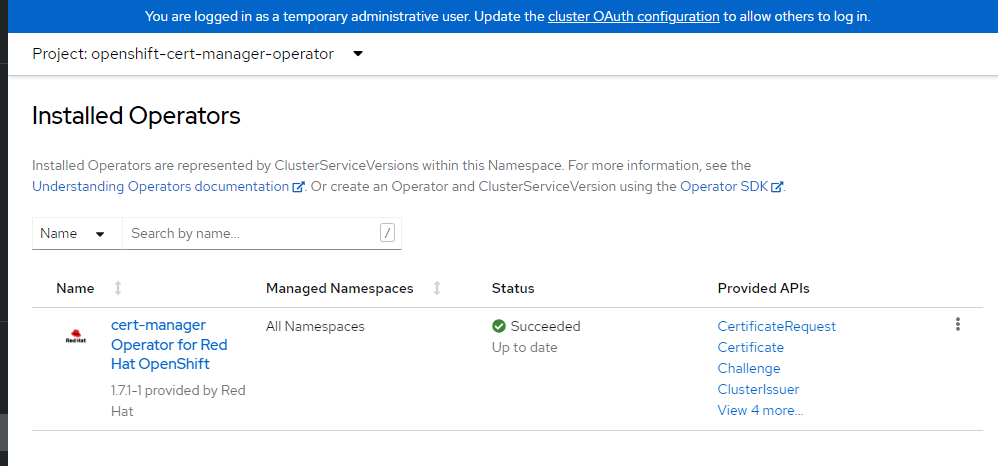 You are logged in as a temporary administrative user. Update the cluster OAuth configuration to allow others to log in.
Project: openshift-cert-manager-operator
Installed Operators
Installed Operators are represented by ClusterServiceVersions within this Namespace. For more information, see the
Understanding Operators documentation. Or create an Operator and ClusterServiceVersion using the Operator SDK.
Name Search by name... /
Name Managed Namespaces Status Provided APIs
Red Hat cert-manager All Namespaces Succeeded CertificateRequest
Operator for Red Up to date Certificate
Hat OpenShift Challenge
1.7.1-1 provided by Red ClusterIssuer
Hat View 4 more...